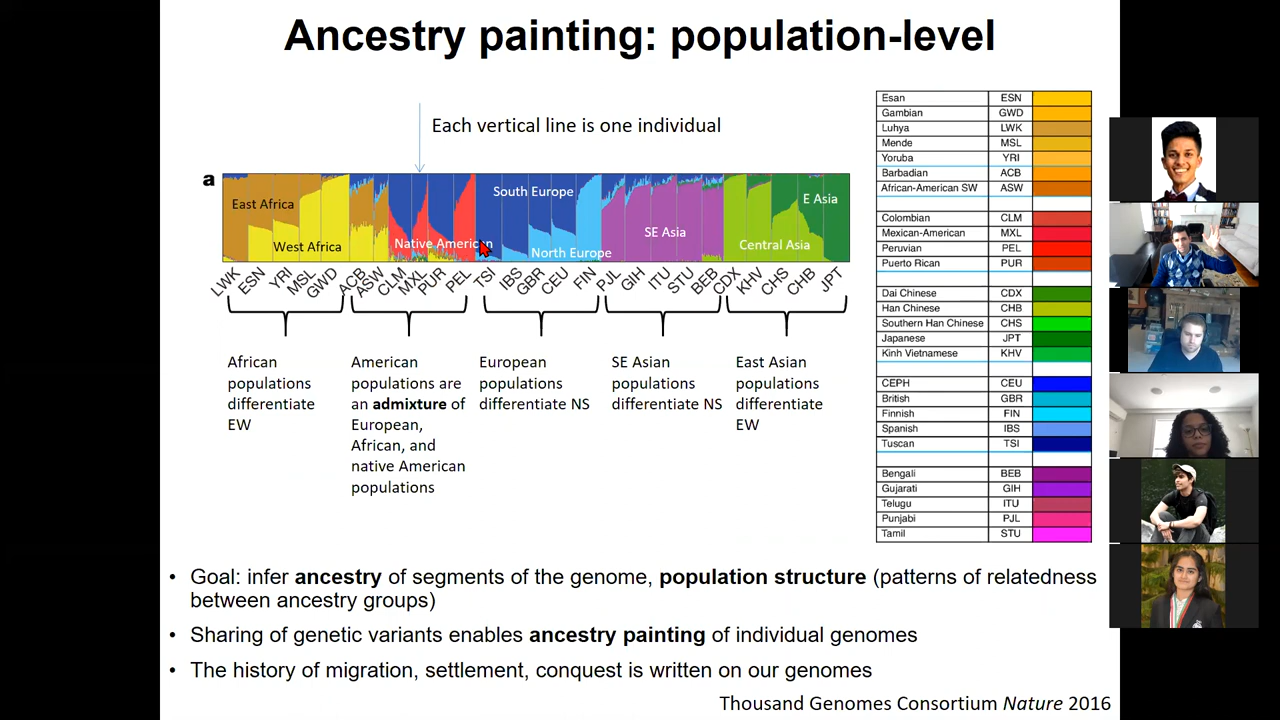 Ancestry painting: population-level
Each vertical line is one individual
a
East Africa
West Africa
Native American
South Europe
North Europe
SE Asia
Central Asia
E Asia
LWK
ESN
YRI
MSL
GWD
ACB
ASW
CLM
MXL
PUR
PEL
TSI
IBS
GBR
CEU
FIN
PJL
GIH
ITU
STU
BEB
CDX
KHV
CHS
CHB
JPT
African
populations
differentiate
EW
American
populations are
an admixture of
European,
African, and
native American
populations
European
populations
differentiate NS
SE Asian
populations
differentiate NS
East Asian
populations
differentiate
EW
Esan ESN
Gambian GWD
Luhya LWK
Mende MSL
Yoruba YRI
Barbadian ACB
African-American SW ASW
Colombian CLM
Mexican-American MXL
Peruvian PEL
Puerto Rican PUR
Dai Chinese CDX
Han Chinese CHB
Southern Han Chinese CHS
Japanese JPT
Kinh Vietnamese KHV
CEPH CEU
British GBR
Finnish FIN
Spanish IBS
Tuscan TSI
Bengali BEB
Gujarati GIH
Telugu ITU
Punjabi PJL
Tamil STU
• Goal: infer ancestry of segments of the genome, population structure (patterns of relatedness
between ancestry groups)
• Sharing of genetic variants enables ancestry painting of individual genomes
• The history of migration, settlement, conquest is written on our genomes
Thousand Genomes Consortium Nature 2016